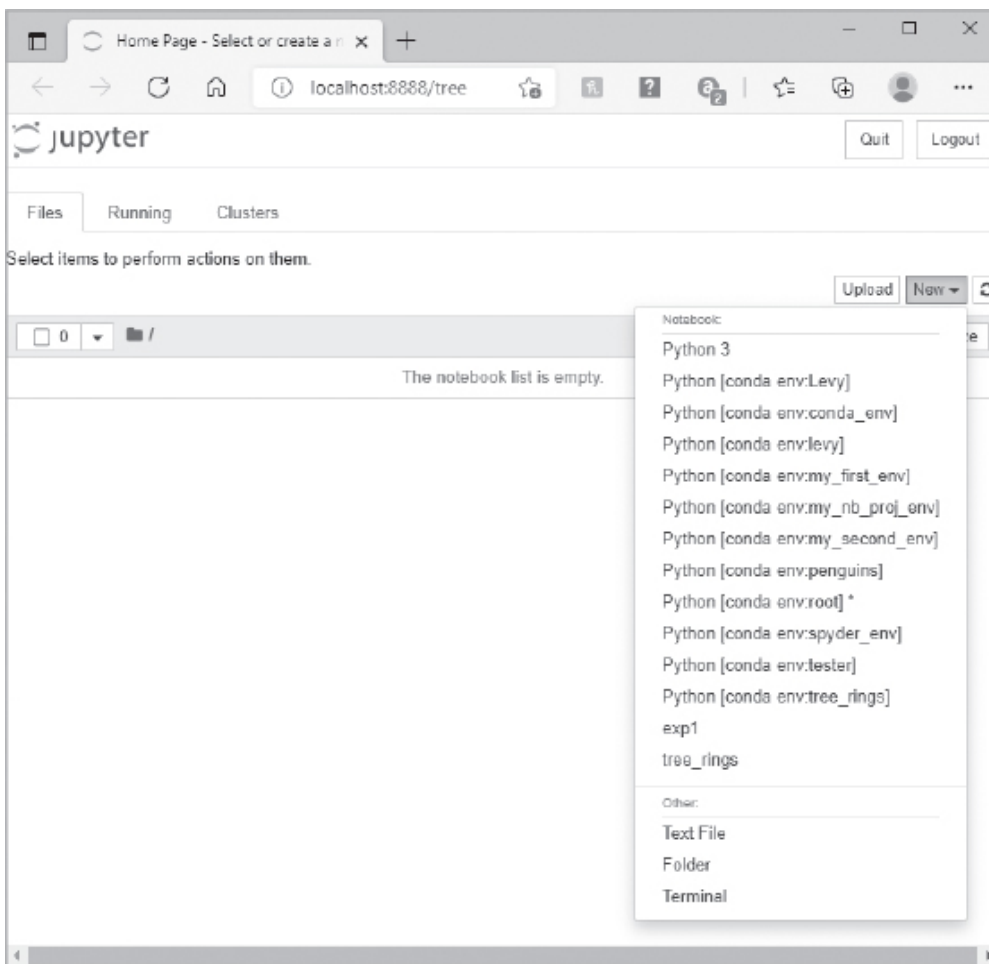 Home Page - Select or create a n
localhost:8888/tree
2
jupyter
Quit
Logout
Files
Running
Clusters
Select items to perform actions on them.
Upload
New
0
/
The notebook list is empty.
Notebook:
Python 3
Python [conda env:Levy]
Python [conda env:conda_env]
Python [conda env:levy]
Python [conda env:my_first_env]
Python [conda env:my_nb_proj_env]
Python [conda env:my_second_env]
Python [conda env:penguins]
Python [conda env:root] *
Python [conda env:spyder_env]
Python [conda env:tester]
Python [conda env:tree_rings]
exp1
tree_rings
Other:
Text File
Folder
Terminal